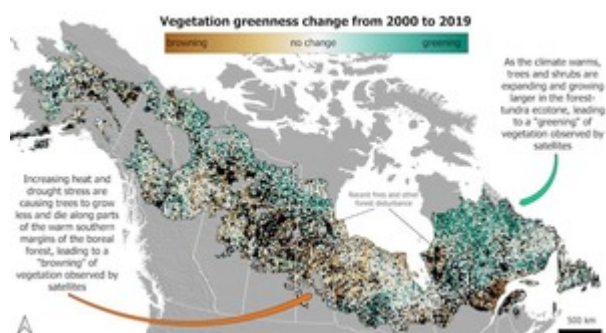 Vegetation greenness change from 2000 to 2019
browning no change greening
As the climate warms,
trees and shrubs are
expanding and growing
larger in the forest-
tundra ecotone, leading
to a "greening" of
vegetation observed by
satellites
Recent fires and other
forest disturbance
Increasing heat and
drought stress are
causing trees to grow
less and die along parts
of the warm southern
margins of the boreal
forest, leading to a
"browning" of
vegetation observed by
satellites
500 km